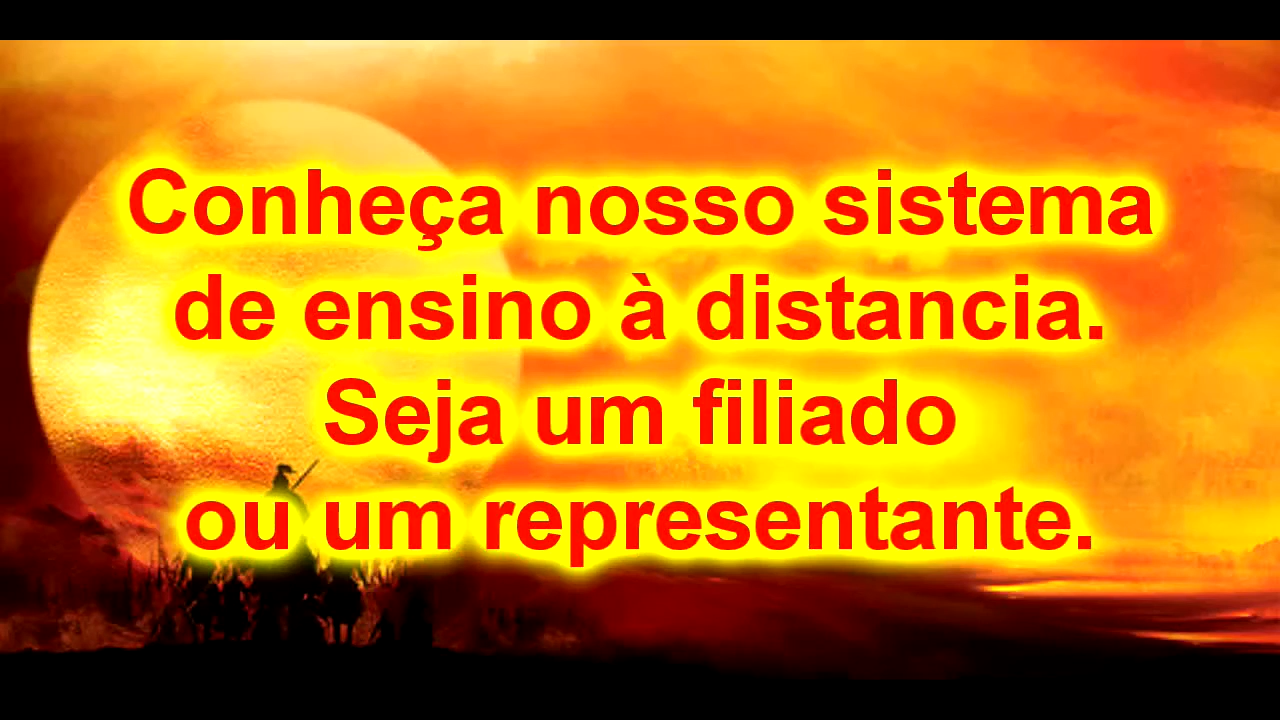 Conheça nosso sistema
de ensino à distancia.
Seja um filiado
ou um representante.